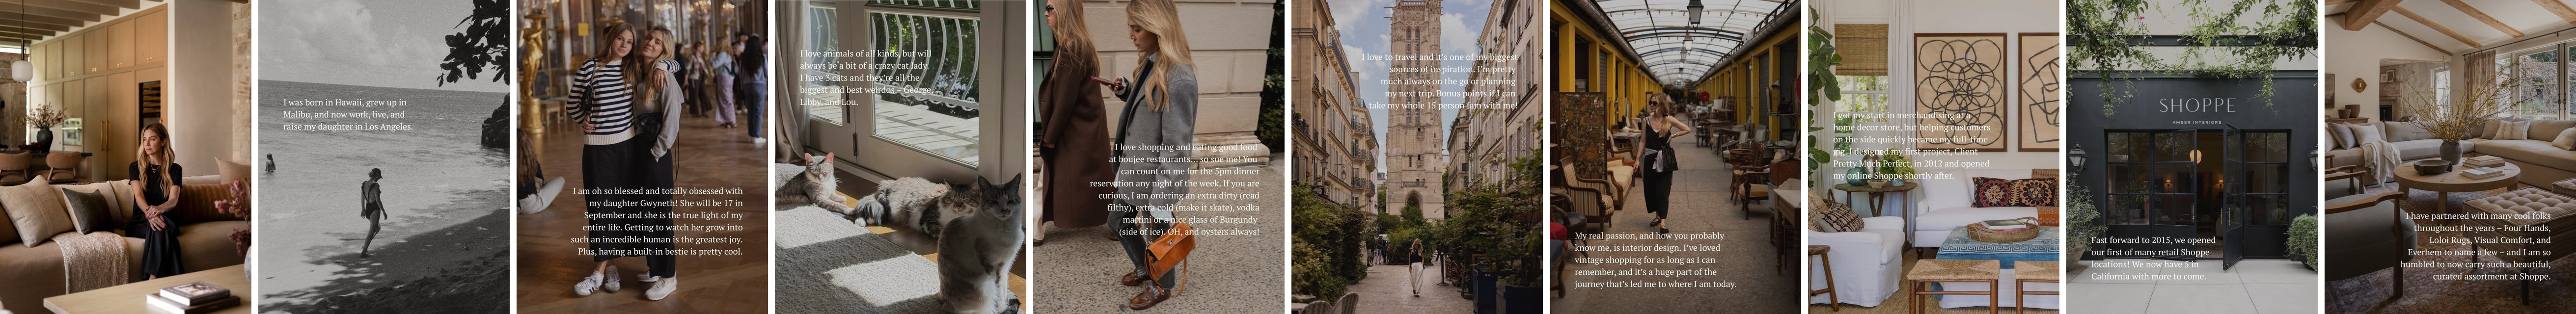 I was born in Hawaii, grew up in
Malibu, and now work, live, and
raise my daughter in Los Angeles.
I am oh so blessed and totally obsessed with
my daughter Gwyneth! She will be 17 in
September and she is the true light of my
entire life. Getting to watch her grow into
such an incredible human is the greatest joy.
Plus, having a built-in bestie is pretty cool.
I love animals of all kinds, but will
always be a bit of a crazy cat lady.
I have 3 cats and they're all the
biggest and best weirdos – George,
Libby, and Lou.
I love shopping and eating good food
at boujee restaurants... so sue me! You
can count on me for the 5pm dinner
reservation any night of the week. If you are
curious, I am ordering an extra dirty (read
filthy), extra cold (make it skate), vodka
martini or a nice glass of Burgundy
(side of ice). OH, and oysters always!
I love to travel and it's one of my biggest
sources of inspiration. I'm pretty
much always on the go or planning
my next trip. Bonus points if I can
take my whole 15 person fam with me!
My real passion, and how you probably
know me, is interior design. I've loved
vintage shopping for as long as I can
remember, and it's a huge part of the
journey that's led me to where I am today.
I got my start in merchandising at a
home decor store, but helping customers
on the side quickly became my full-time
gig. I designed my first project, Client
Pretty Much Perfect, in 2012 and opened
my online Shoppe shortly after.
SHOPPE
AMBER INTERIORS
Fast forward to 2015, we opened
our first of many retail Shoppe
locations! We now have 5 in
California with more to come.
I have partnered with many cool folks
throughout the years – Four Hands,
Loloi Rugs, Visual Comfort, and
Everhem to name a few – and I am so
humbled to now carry such a beautiful,
curated assortment at Shoppe.